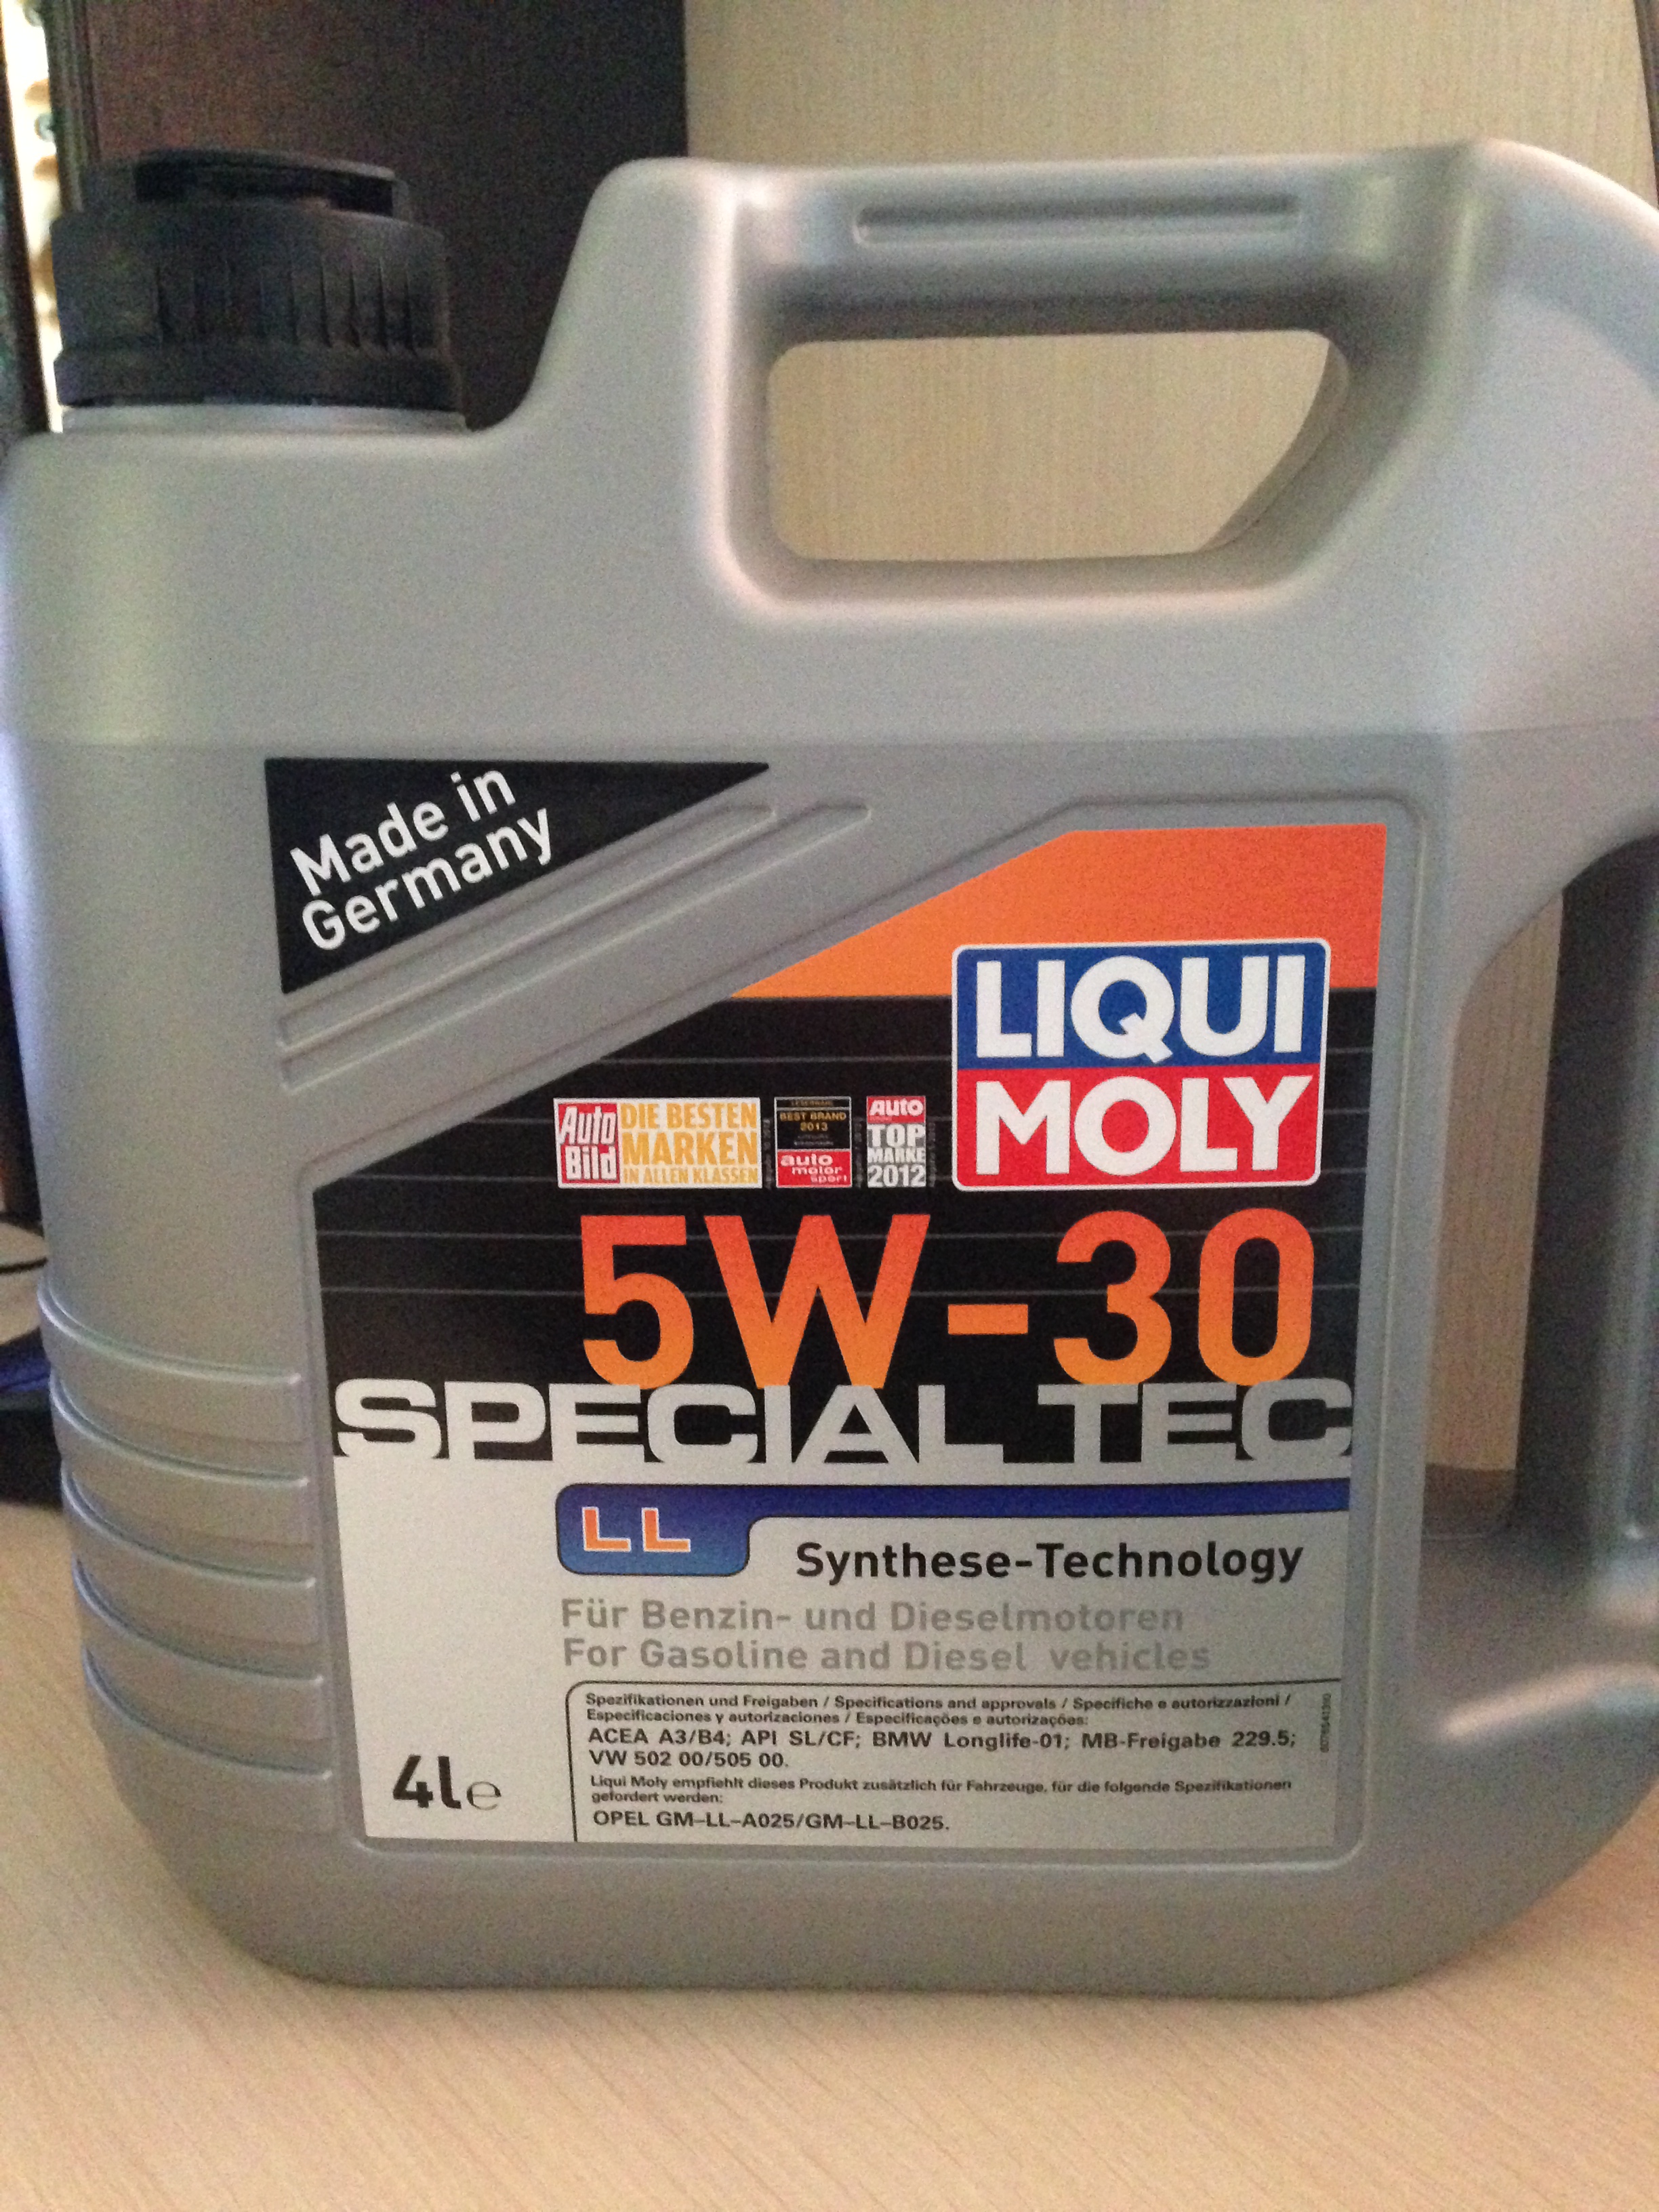 Made in
Germany
LIQUI
MOLY
Auto
Bild
DIE BESTEN
MARKEN
IN ALLEN KLASSEN
BEST BRAND
2013
auto
motor
sport
Auto
TOP
MARKE
2012
5W-30
SPECIAL TEC
LL
Synthese-Technology
Für Benzin- und Dieselmotoren
For Gasoline and Diesel vehicles
Spezifikationen und Freigaben / Specifications and approvals / Specifiche e autorizzazioni /
Especificaciones y autorizaciones / Especificações e autorizações:
ACEA A3/B4; API SL/CF; BMW Longlife-01; MB-Freigabe 229.5;
VW 502 00/505 00.
Liqui Moly empfiehlt dieses Produkt zusätzlich für Fahrzeuge, für die folgende Spezifikationen
gefordert werden:
OPEL GM-LL-A025/GM-LL-B025.
4l e